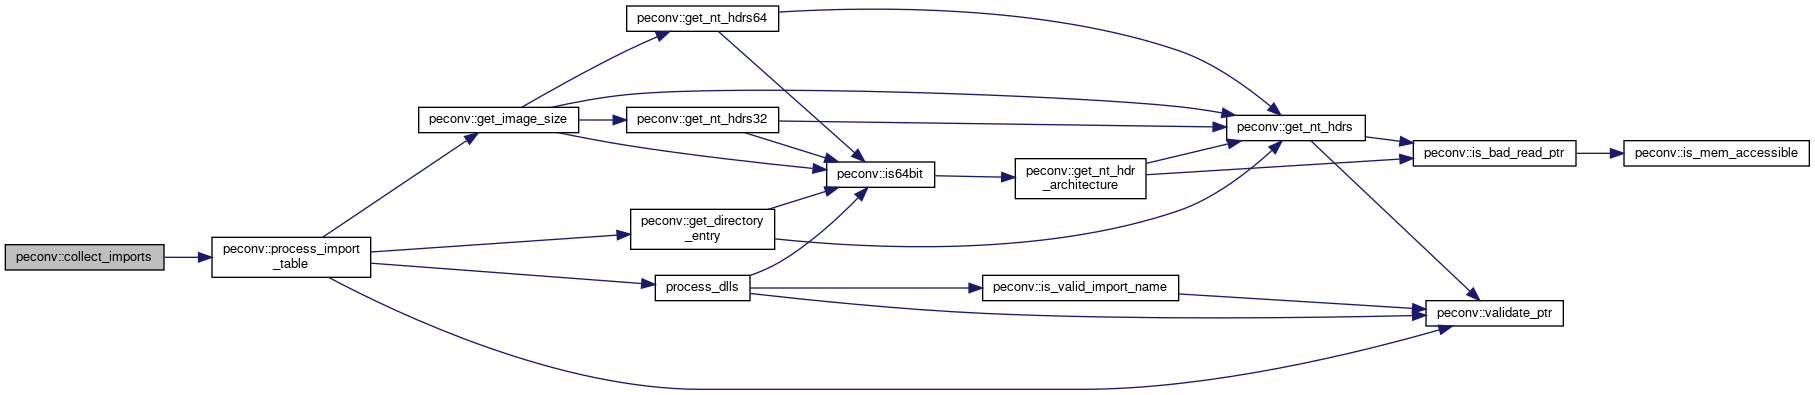 peconv::collect_imports
peconv::process_import
_table
peconv::get_image_size
peconv::get_nt_hdrs64
peconv::get_nt_hdrs32
peconv::get_directory
_entry
process_dlls
peconv::is64bit
peconv::is_valid_import_name
peconv::get_nt_hdr
_architecture
peconv::get_nt_hdrs
peconv::is_bad_read_ptr
peconv::validate_ptr
peconv::is_mem_accessible